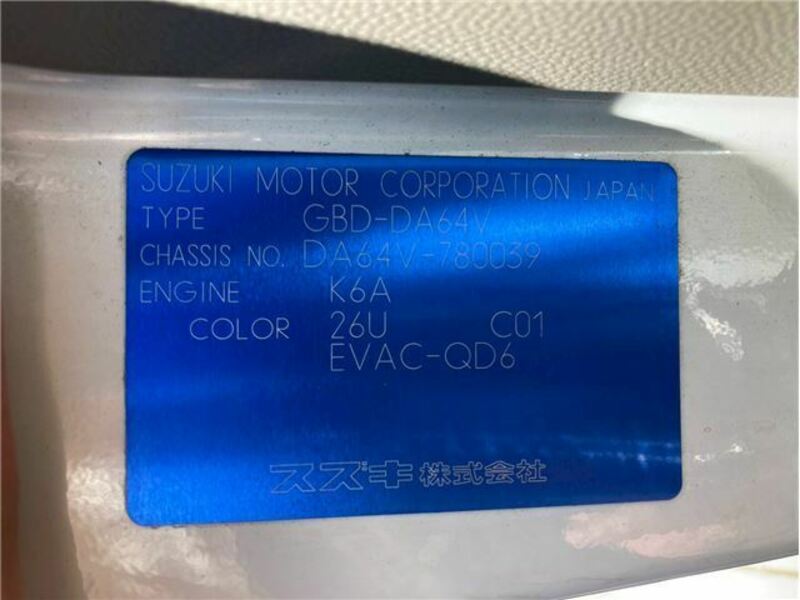 SUZUKI MOTOR CORPORATION JAPAN
TYPE GBD-DA64V
CHASSIS NO. DA64V-780039
ENGINE K6A
COLOR 26U C01
EVAC-QD6
スズキ株式会社